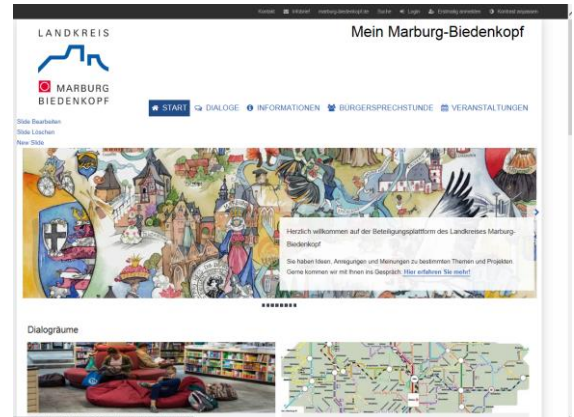 Kontakt Infobrief marburg-biedenkopf.de Suche Login Erstmalig anmelden Kontrast anpassen
LANDKREIS
MARBURG
BIEDENKOPF
Mein Marburg-Biedenkopf
START DIALOGE INFORMATIONEN BÜRGERSPRECHSTUNDE VERANSTALTUNGEN
Slide Bearbeiten
Slide Löschen
New Slide
Herzlich willkommen auf der Beteiligungsplattform des Landkreises Marburg-
Biedenkopf
Sie haben Ideen, Anregungen und Meinungen zu bestimmten Themen und Projekten.
Gerne kommen wir mit Ihnen ins Gespräch. Hier erfahren Sie mehr!
Dialogräume